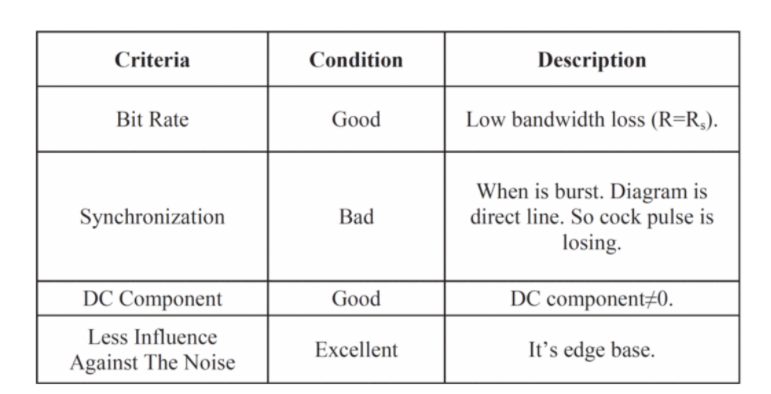 Criteria Condition Description
Bit Rate Good Low bandwidth loss (R=Rₛ).
Synchronization Bad When is burst. Diagram is
direct line. So cock pulse is
losing.
DC Component Good DC component≠0.
Less Influence
Against The Noise Excellent It's edge base.